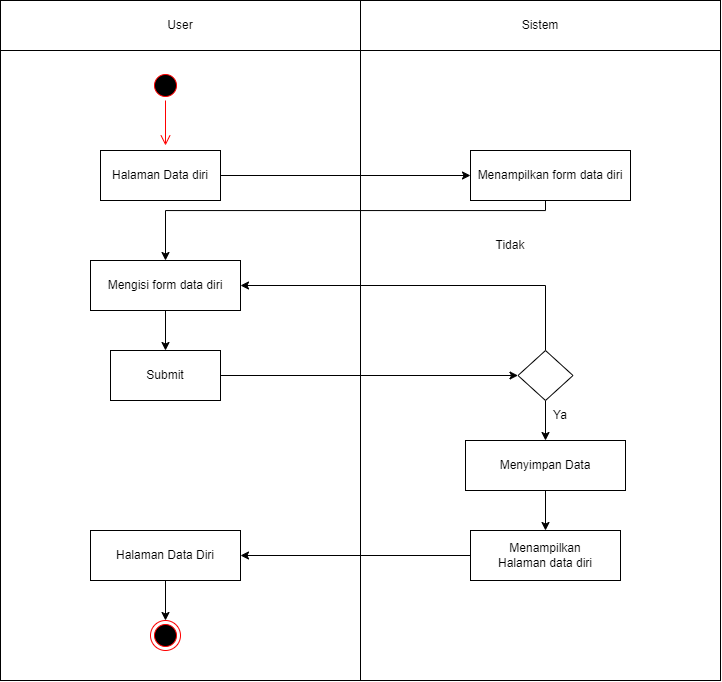 User
Sistem
Halaman Data diri
Menampilkan form data diri
Tidak
Mengisi form data diri
Submit
Ya
Menyimpan Data
Halaman Data Diri
Menampilkan
Halaman data diri